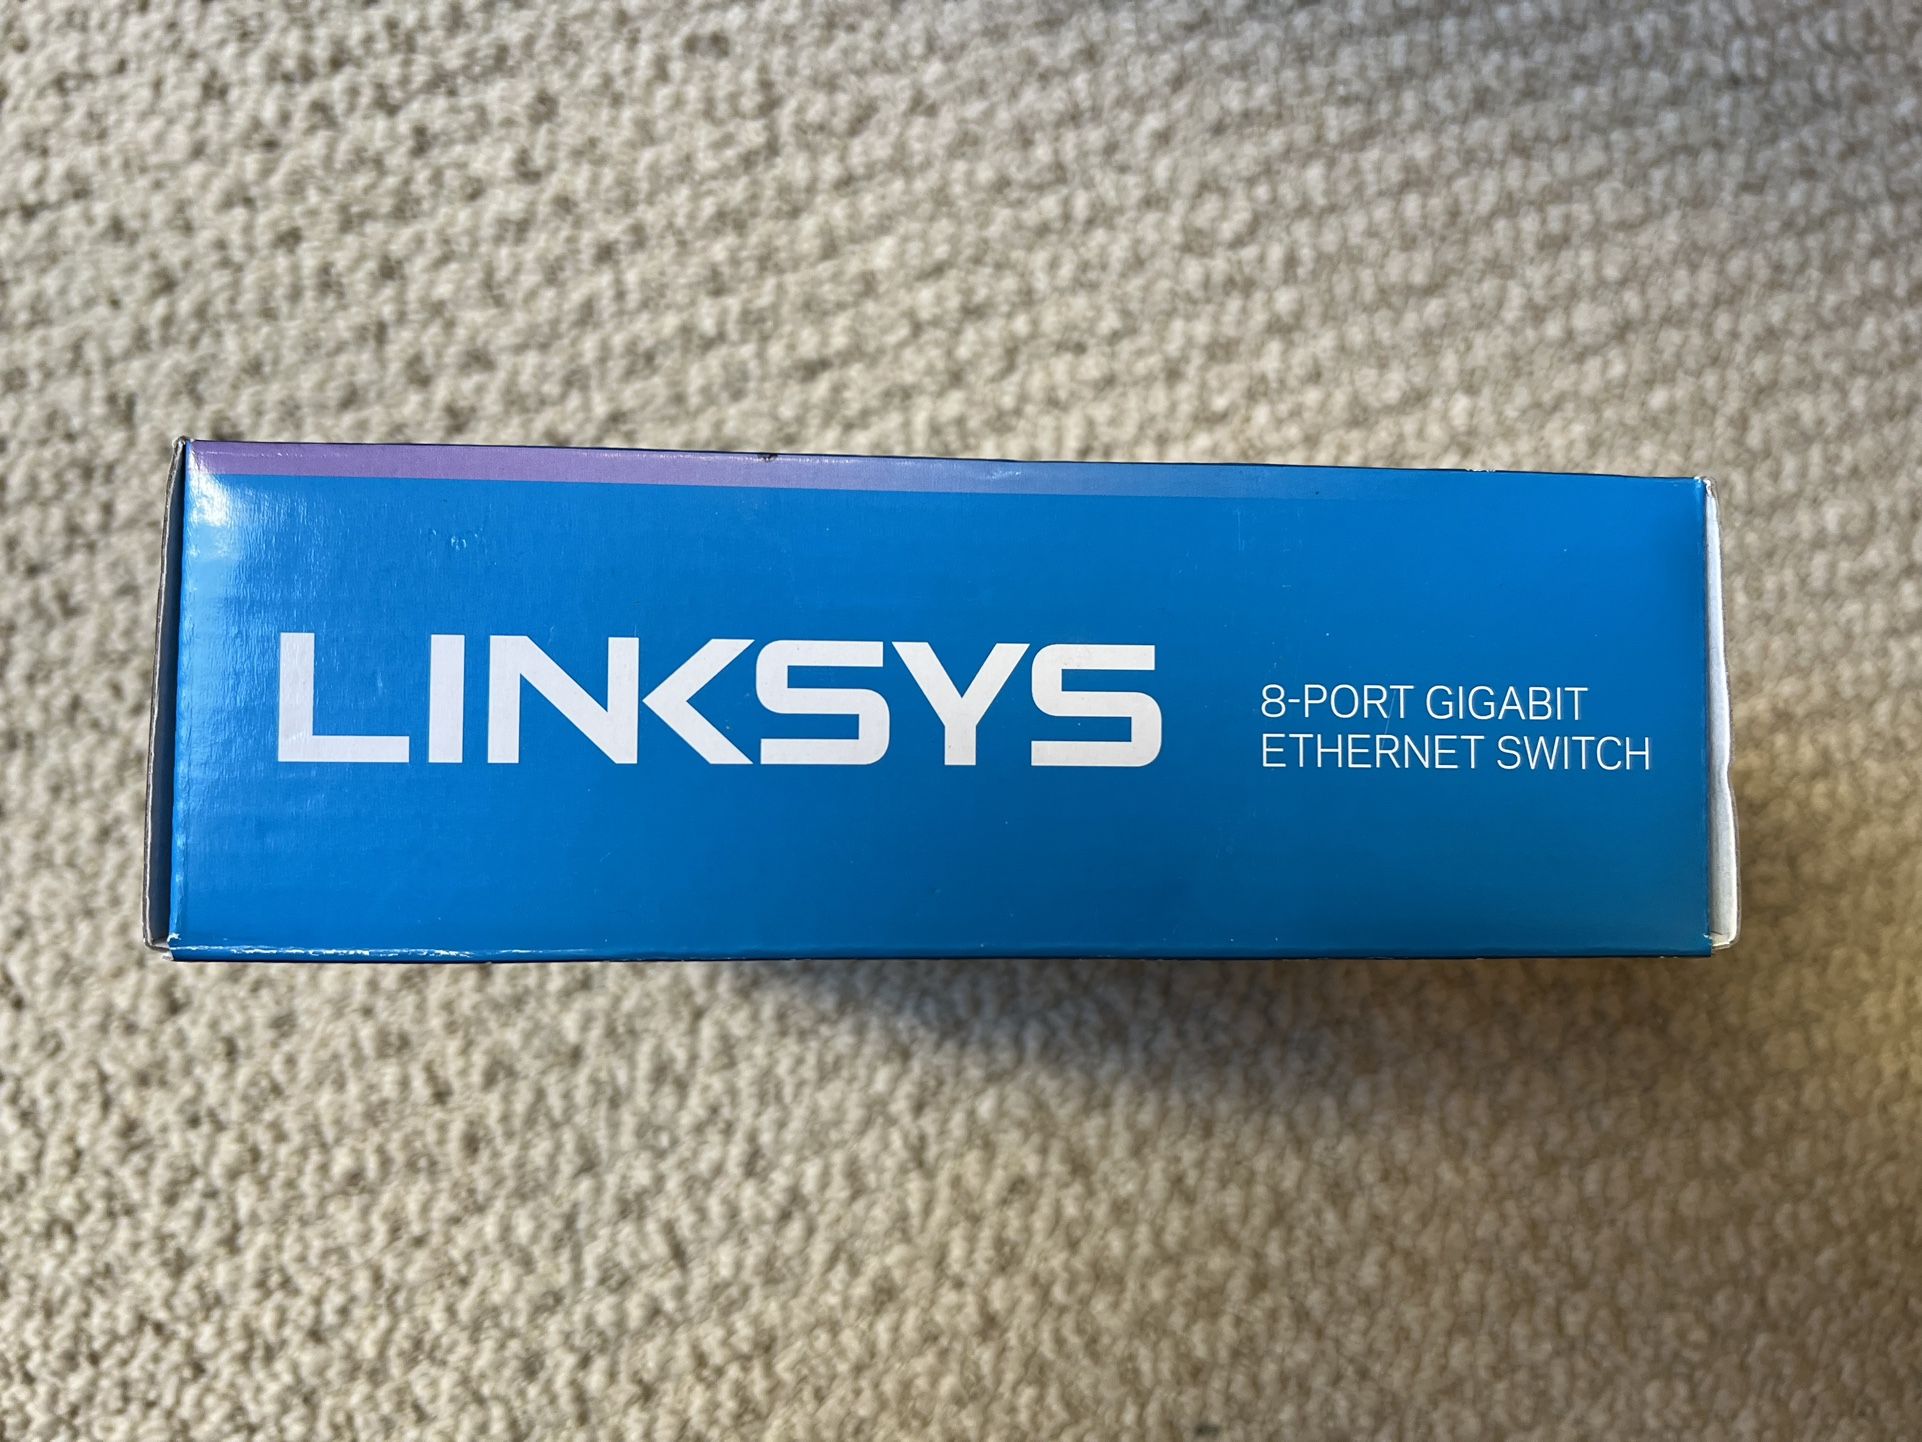 LINKSYS
8-PORT GIGABIT
ETHERNET SWITCH